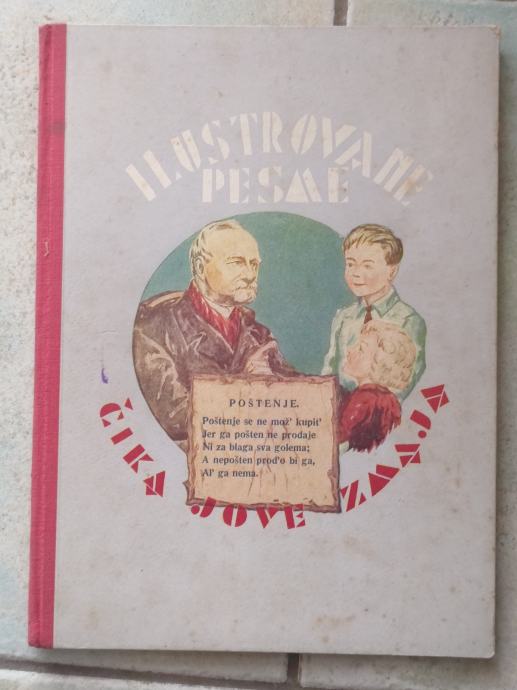 ILUSTROVANE
PESME
POŠTENJE.
Poštenje se ne mož' kupit'
Jer ga pošten ne prodaje
Ni za blaga sva golema;
A nepošten prod'o bi ga,
Al' ga nema.
ČIKA JOVE ZMAJA